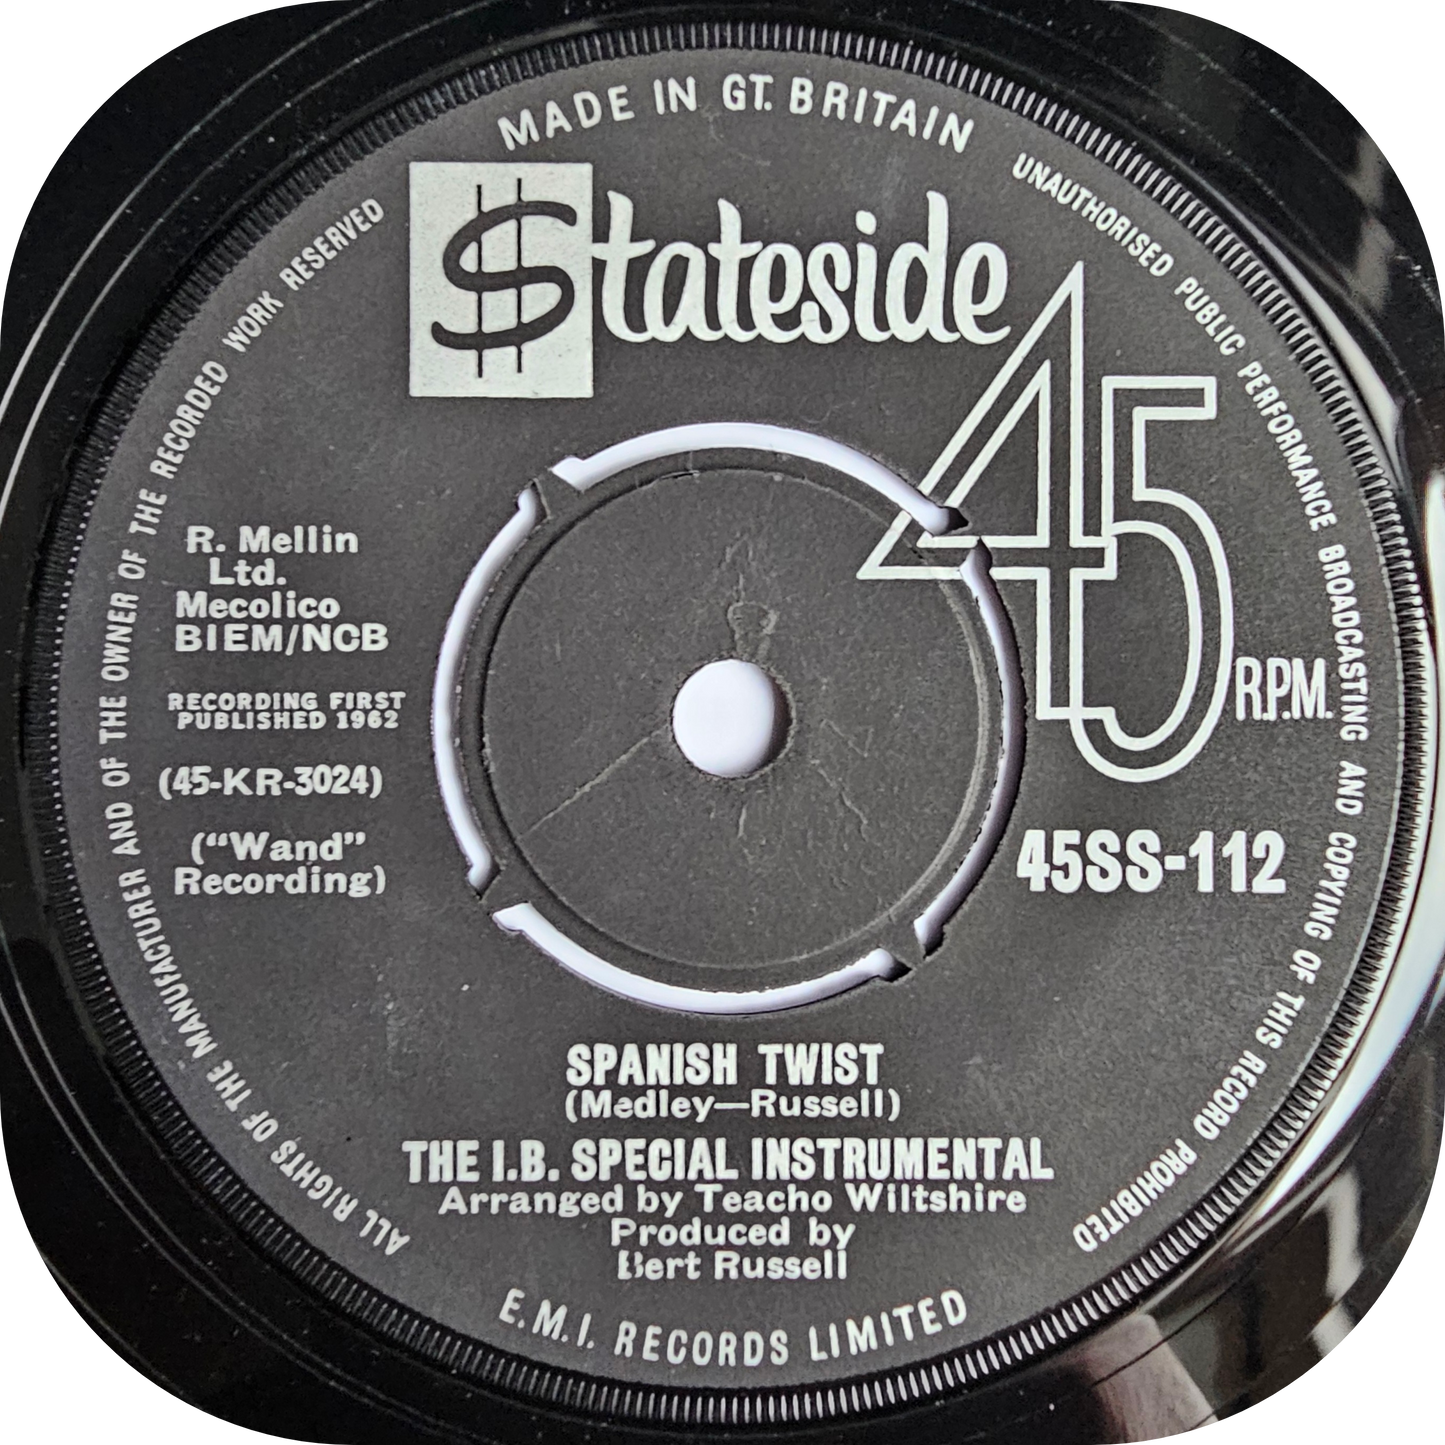 MADE IN GT. BRITAIN
UNAUTHORISED PUBLIC PERFORMANCE BROADCASTING AND COPYING OF THIS RECORD PROHIBITED
ALL RIGHTS OF THE MANUFACTURER AND OF THE OWNER OF THE RECORDED WORK RESERVED
$tateside
45
R.P.M.
R. Mellin
Ltd.
Mecolico
BIEM/NCB
RECORDING FIRST
PUBLISHED 1962
(45-KR-3024)
("Wand"
Recording)
45SS-112
SPANISH TWIST
(Medley—Russell)
THE I.B. SPECIAL INSTRUMENTAL
Arranged by Teacho Wiltshire
Produced by
Bert Russell
E.M.I. RECORDS LIMITED